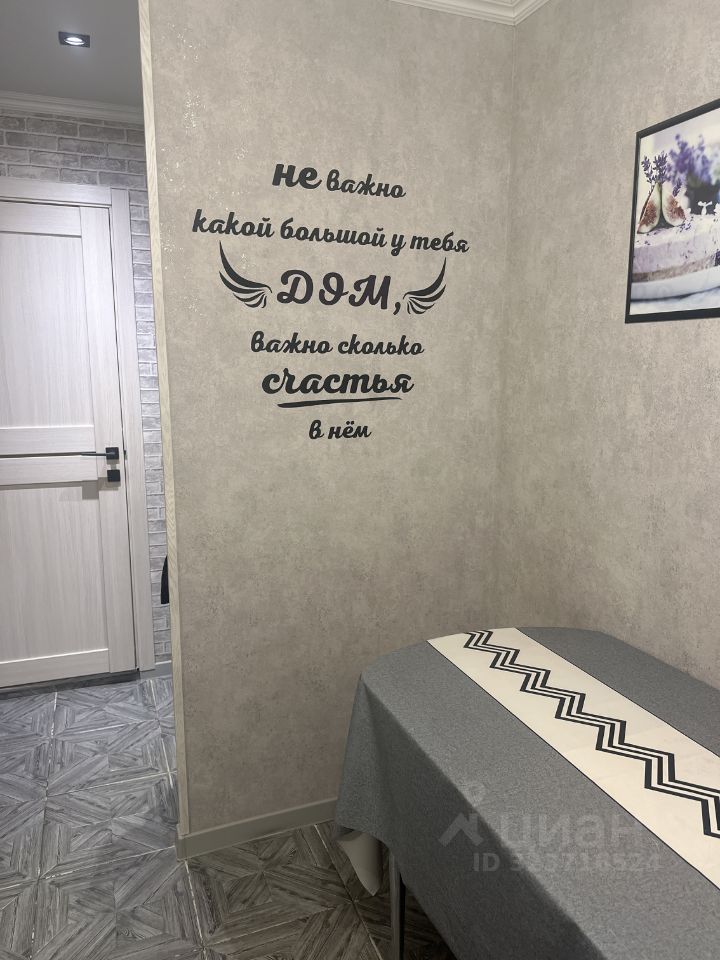 не важно
какой большой у тебя
ДОМ,
важно сколько
счастья
в нём
циан